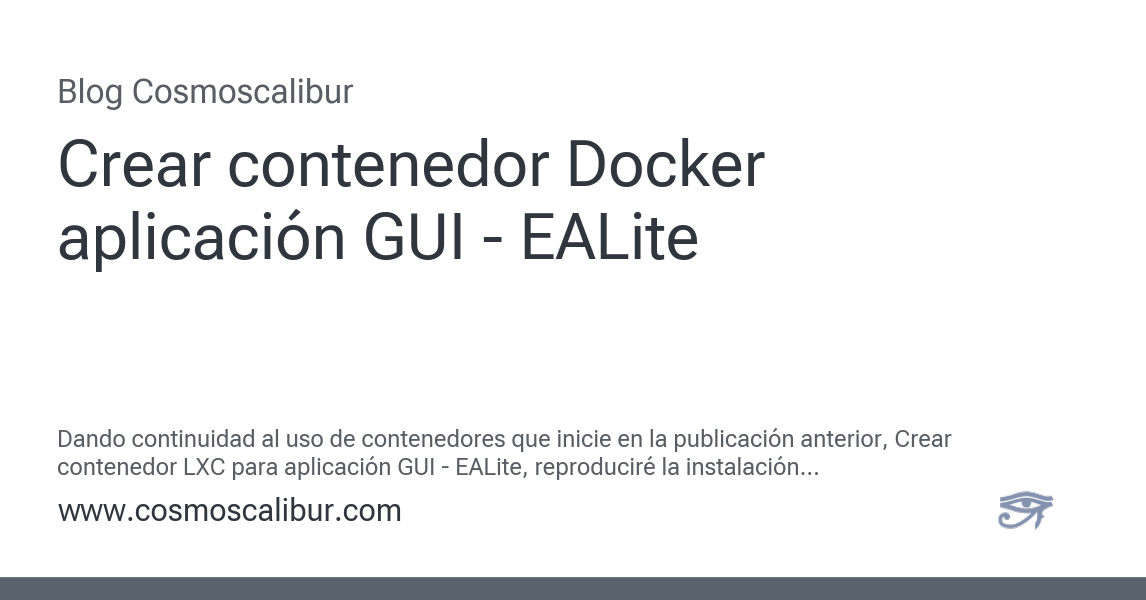 Blog Cosmoscalibur
Crear contenedor Docker
aplicación GUI - EALite
Dando continuidad al uso de contenedores que inicie en la publicación anterior, Crear
contenedor LXC para aplicación GUI - EALite, reproduciré la instalación...
www.cosmoscalibur.com